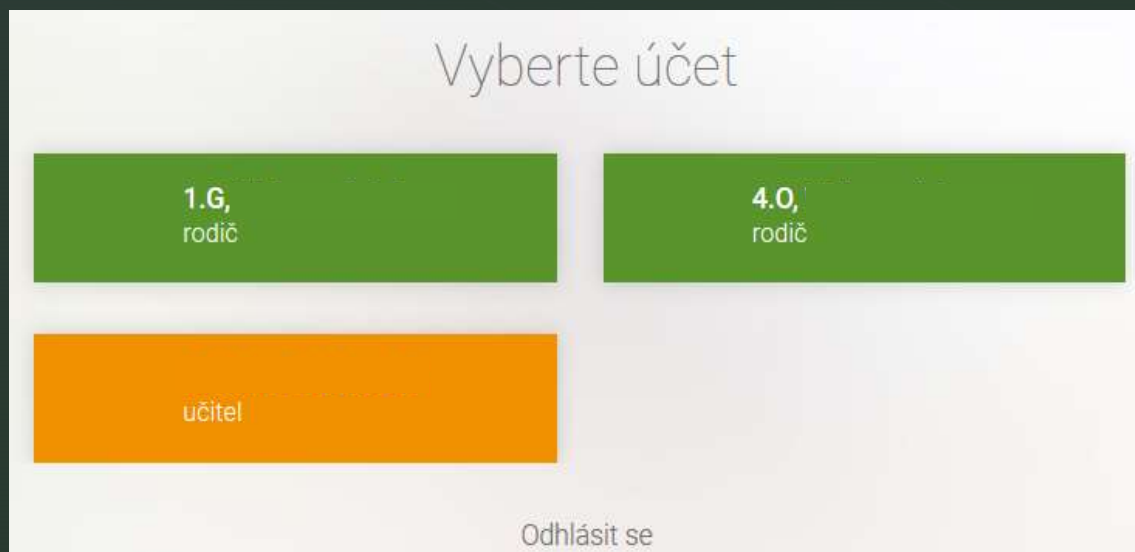 Vyberte účet
1.G,
rodič
4.O,
rodič
učitel
Odhlásit se